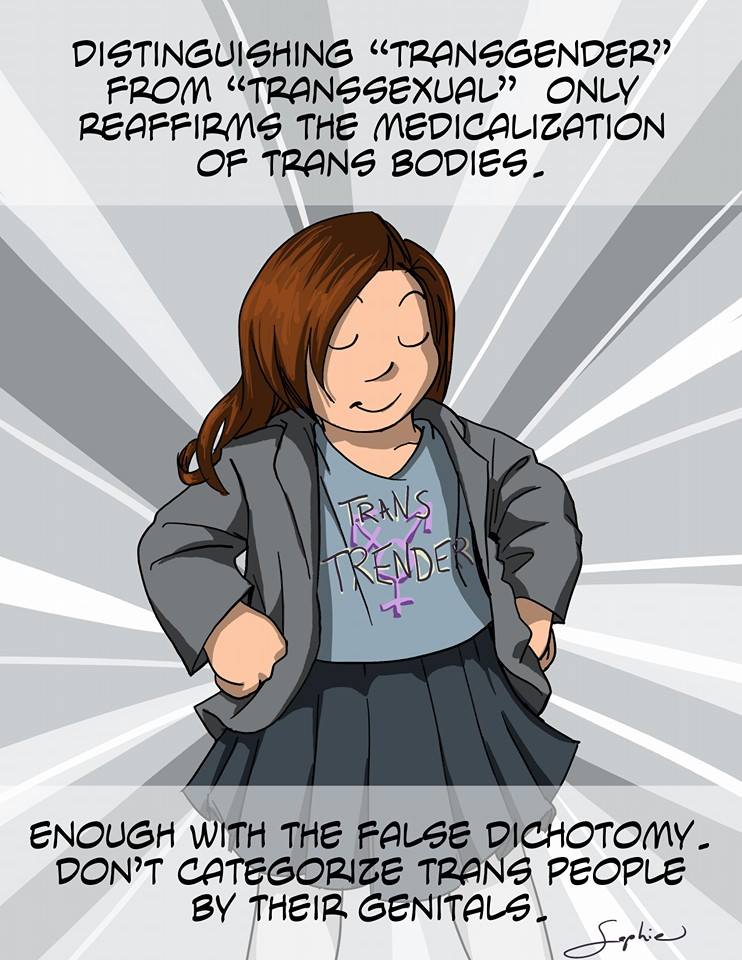 DISTINGUISHING “TRANSGENDER”
FROM “TRANSSEXUAL” ONLY
REAFFIRMS THE MEDICALIZATION
OF TRANS BODIES.
TRANS
TRENDER
ENOUGH WITH THE FALSE DICHOTOMY.
DON’T CATEGORIZE TRANS PEOPLE
BY THEIR GENITALS.
Sophie